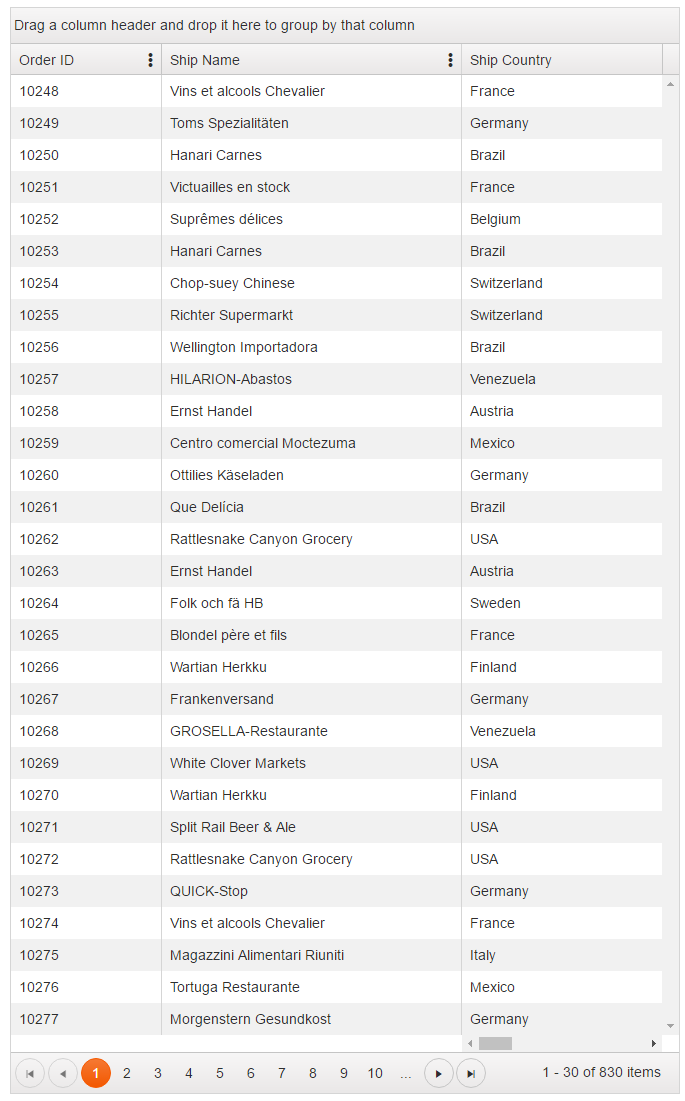 Drag a column header and drop it here to group by that column
Order ID Ship Name Ship Country
10248 Vins et alcools Chevalier France
10249 Toms Spezialitäten Germany
10250 Hanari Carnes Brazil
10251 Victuailles en stock France
10252 Suprêmes délices Belgium
10253 Hanari Carnes Brazil
10254 Chop-suey Chinese Switzerland
10255 Richter Supermarkt Switzerland
10256 Wellington Importadora Brazil
10257 HILARION-Abastos Venezuela
10258 Ernst Handel Austria
10259 Centro comercial Moctezuma Mexico
10260 Ottilies Käseladen Germany
10261 Que Delícia Brazil
10262 Rattlesnake Canyon Grocery USA
10263 Ernst Handel Austria
10264 Folk och fä HB Sweden
10265 Blondel père et fils France
10266 Wartian Herkku Finland
10267 Frankenversand Germany
10268 GROSELLA-Restaurante Venezuela
10269 White Clover Markets USA
10270 Wartian Herkku Finland
10271 Split Rail Beer & Ale USA
10272 Rattlesnake Canyon Grocery USA
10273 QUICK-Stop Germany
10274 Vins et alcools Chevalier France
10275 Magazzini Alimentari Riuniti Italy
10276 Tortuga Restaurante Mexico
10277 Morgenstern Gesundkost Germany
1 2 3 4 5 6 7 8 9 10 ... 1 - 30 of 830 items